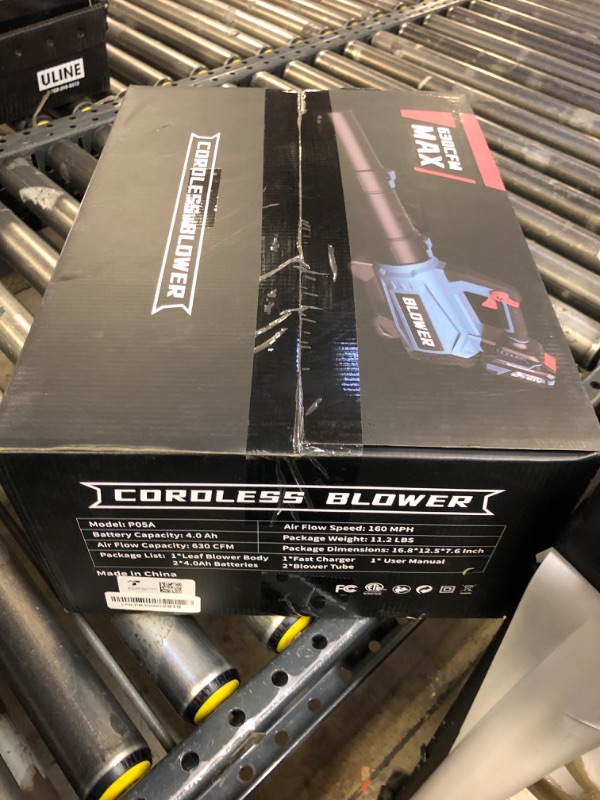 ULINE
630CFM
MAX
CORDLESS BLOWER
BLOWER
CORDLESS BLOWER
Model: P05A
Battery Capacity: 4.0 Ah
Air Flow Capacity: 630 CFM
Package List: 1*Leaf Blower Body
2*4.0Ah Batteries
Air Flow Speed: 160 MPH
Package Weight: 11.2 LBS
Package Dimensions: 16.8*12.5*7.6 Inch
1*Fast Charger 1* User Manual
2*Blower Tube
Made in China